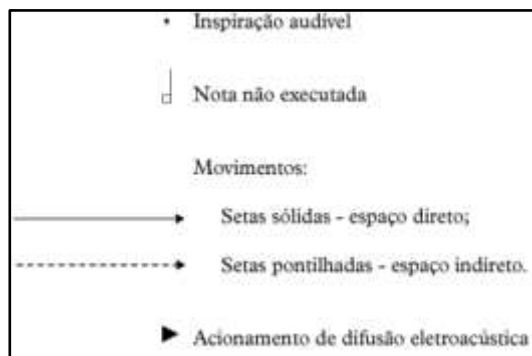 Inspiração audível
Nota não executada
Movimentos:
Setas sólidas - espaço direto;
Setas pontilhadas - espaço indireto.
Acionamento de difusão eletroacústica